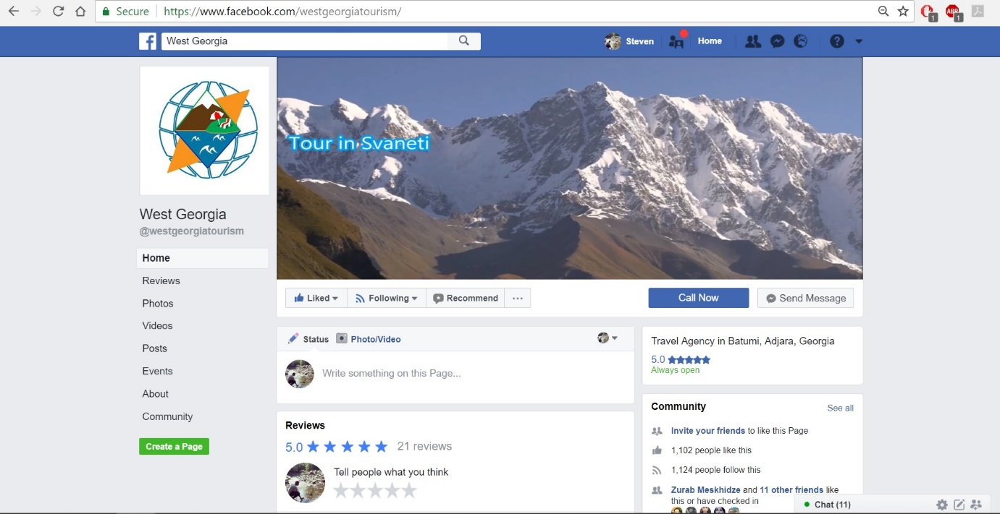 Secure
https://www.facebook.com/westgeorgiatourism/
ABP
1
1
West Georgia
Steven
Home
Tour in Svaneti
West Georgia
@westgeorgiatourism
Home
Reviews
Photos
Videos
Posts
Events
About
Community
Create a Page
Liked
Following
Recommend
Call Now
Send Message
Status
Photo/Video
Write something on this Page...
Reviews
5.0
21 reviews
Tell people what you think
Travel Agency in Batumi, Adjara, Georgia
5.0
Always open
Community
See all
Invite your friends to like this Page
1,102 people like this
1,124 people follow this
Zurab Meskhidze and 11 other friends like
this or have checked in
Chat (11)